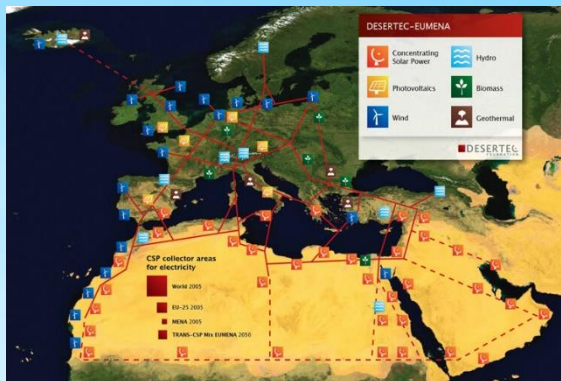 DESERTEC-EUMENA
Concentrating
Solar Power
Hydro
Photovoltaics
Biomass
Wind
Geothermal
DESERTEC
FOUNDATION
CSP collector areas
for electricity
World 2005
EU-25 2005
MENA 2005
TRANS-CSP Mix EUMENA 2050